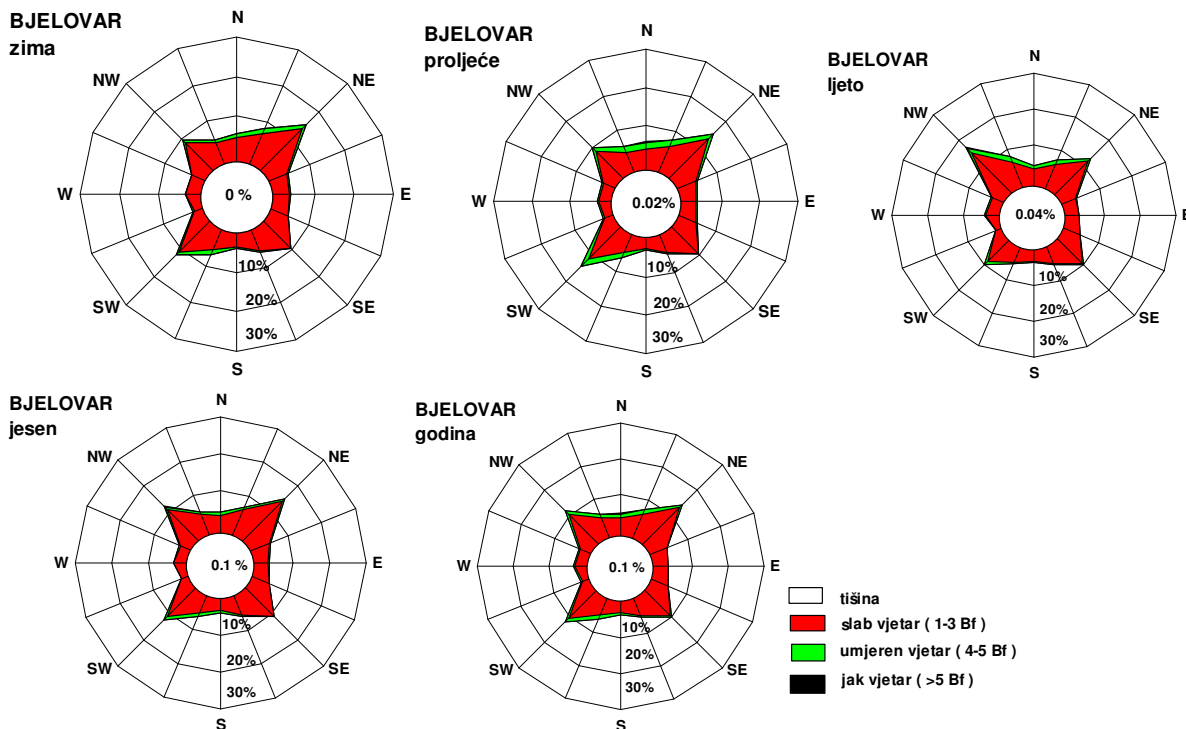 BJELOVAR
zima
N
NW
NE
W
0 %
E
10%
20%
SW
SE
30%
S
BJELOVAR
proljeće
N
NW
NE
W
0.02%
E
10%
20%
SW
SE
30%
S
BJELOVAR
ljeto
N
NW
NE
W
0.04%
E
10%
20%
SW
SE
30%
S
BJELOVAR
jesen
N
NW
NE
W
0.1 %
E
10%
20%
SW
SE
30%
S
BJELOVAR
godina
N
NW
NE
W
0.1 %
E
10%
20%
SW
SE
30%
S
tišina
slab vjetar ( 1-3 Bf )
umjeren vjetar ( 4-5 Bf )
jak vjetar ( >5 Bf )